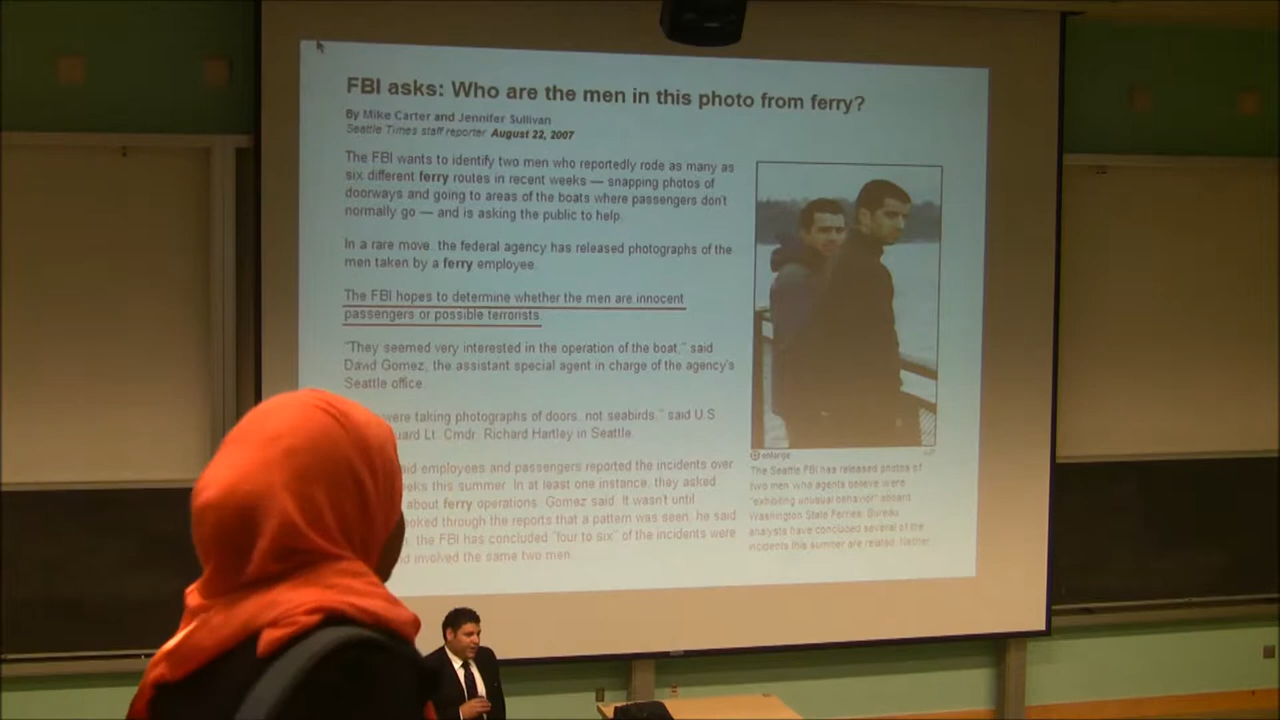 FBI asks: Who are the men in this photo from ferry?
By Mike Carter and Jennifer Sullivan
Seattle Times staff reporter August 22, 2007
The FBI wants to identify two men who reportedly rode as many as
six different ferry routes in recent weeks — snapping photos of
doorways and going to areas of the boats where passengers don't
normally go — and is asking the public to help.
In a rare move, the federal agency has released photographs of the
men taken by a ferry employee.
The FBI hopes to determine whether the men are innocent
passengers or possible terrorists.
"They seemed very interested in the operation of the boat," said
David Gomez, the assistant special agent in charge of the agency's
Seattle office.
were taking photographs of doors, not seabirds," said U.S.
Lt. Cmdr. Richard Hartley in Seattle.
employees and passengers reported the incidents over
this summer. In at least one instance, they asked
about ferry operations, Gomez said. It wasn't until
through the reports that a pattern was seen, he said
the FBI has concluded "four to six" of the incidents were
involved the same two men.
enlarge
The Seattle FBI has released photos of
two men who agents believe were
"exhibiting unusual behavior" aboard
Washington State Ferries. Bureau
analysts have concluded several of the
incidents this summer are related. Neither